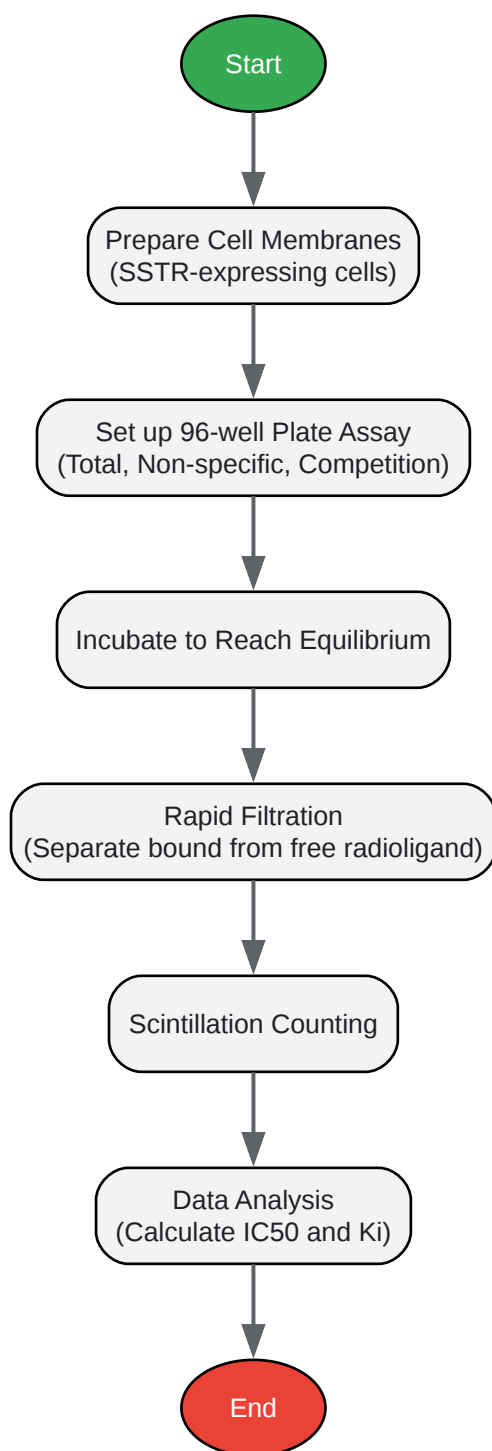 Start
Prepare Cell Membranes
(SSTR-expressing cells)
Set up 96-well Plate Assay
(Total, Non-specific, Competition)
Incubate to Reach Equilibrium
Rapid Filtration
(Separate bound from free radioligand)
Scintillation Counting
Data Analysis
(Calculate IC50 and Ki)
End